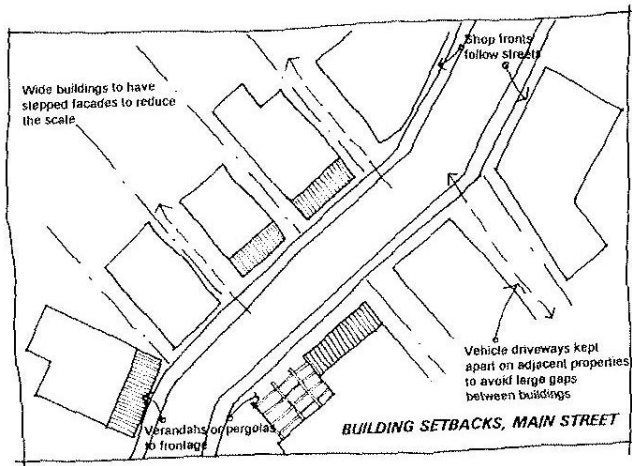 Shop fronts
follow streets
Wide buildings to have
stepped facades to reduce
the scale
Vehicle driveways kept
apart on adjacent properties
to avoid large gaps
between buildings
Verandahs or pergolas
to frontage
BUILDING SETBACKS, MAIN STREET